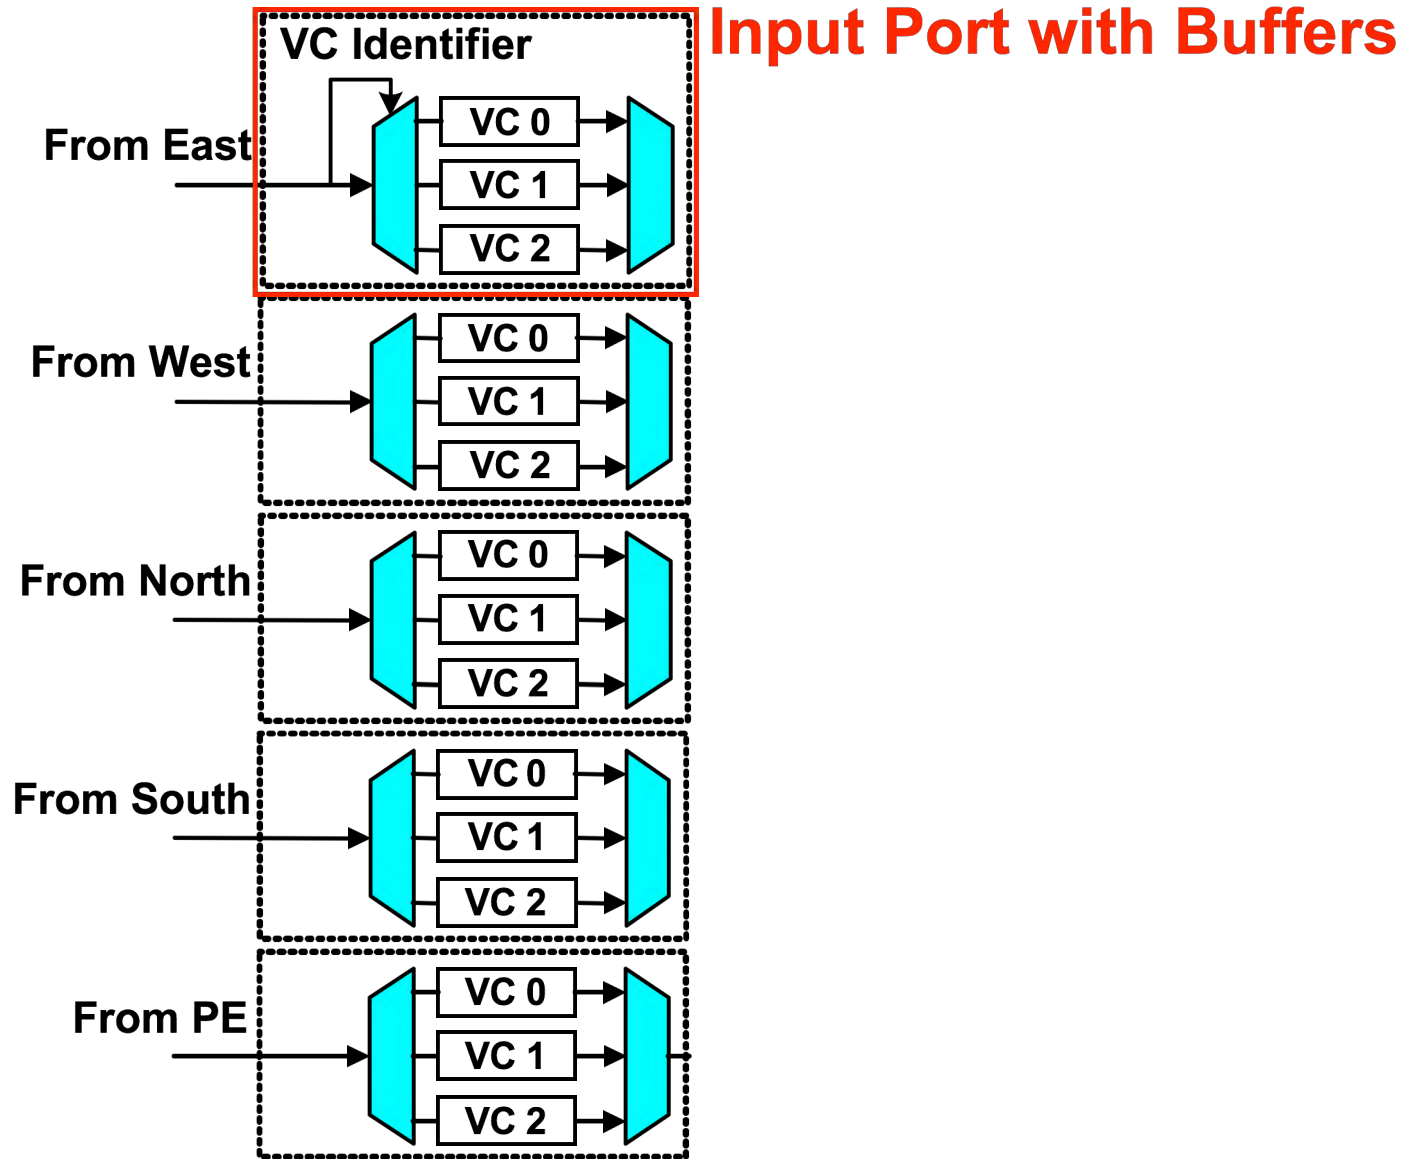 Input Port with Buffers
VC Identifier
From East
VC 0
VC 1
VC 2
From West
VC 0
VC 1
VC 2
From North
VC 0
VC 1
VC 2
From South
VC 0
VC 1
VC 2
From PE
VC 0
VC 1
VC 2